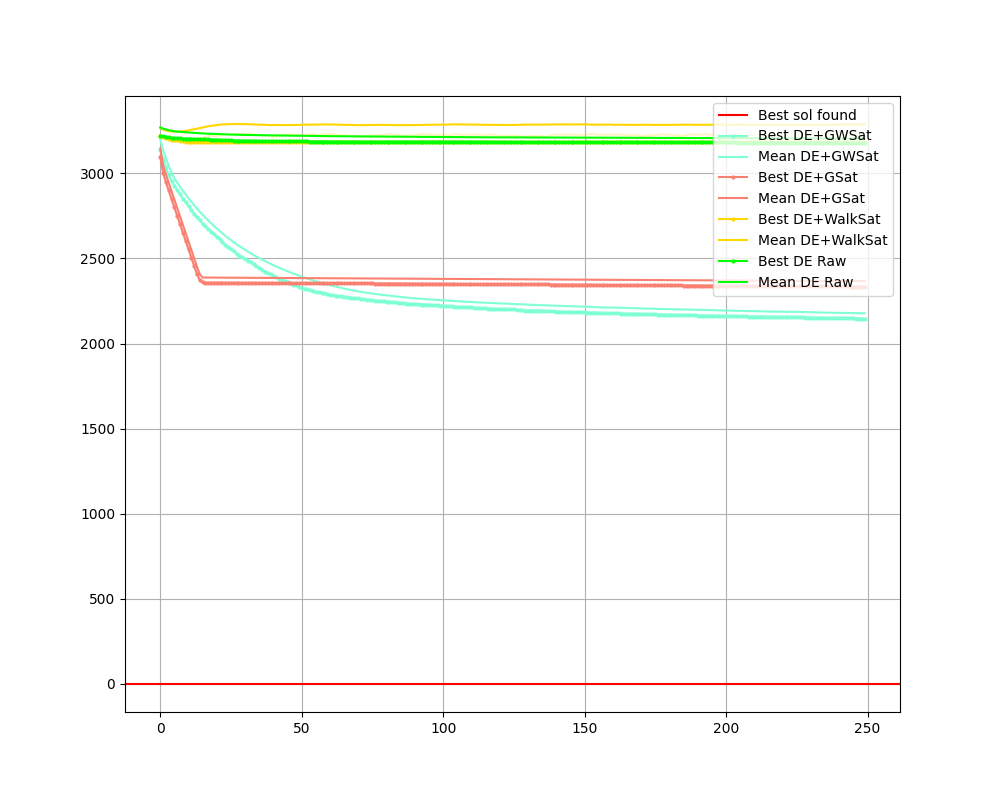 3000
2500
2000
1500
1000
500
0
0 50 100 150 200 250
Best sol found
Best DE+GWSat
Mean DE+GWSat
Best DE+GSat
Mean DE+GSat
Best DE+WalkSat
Mean DE+WalkSat
Best DE Raw
Mean DE Raw